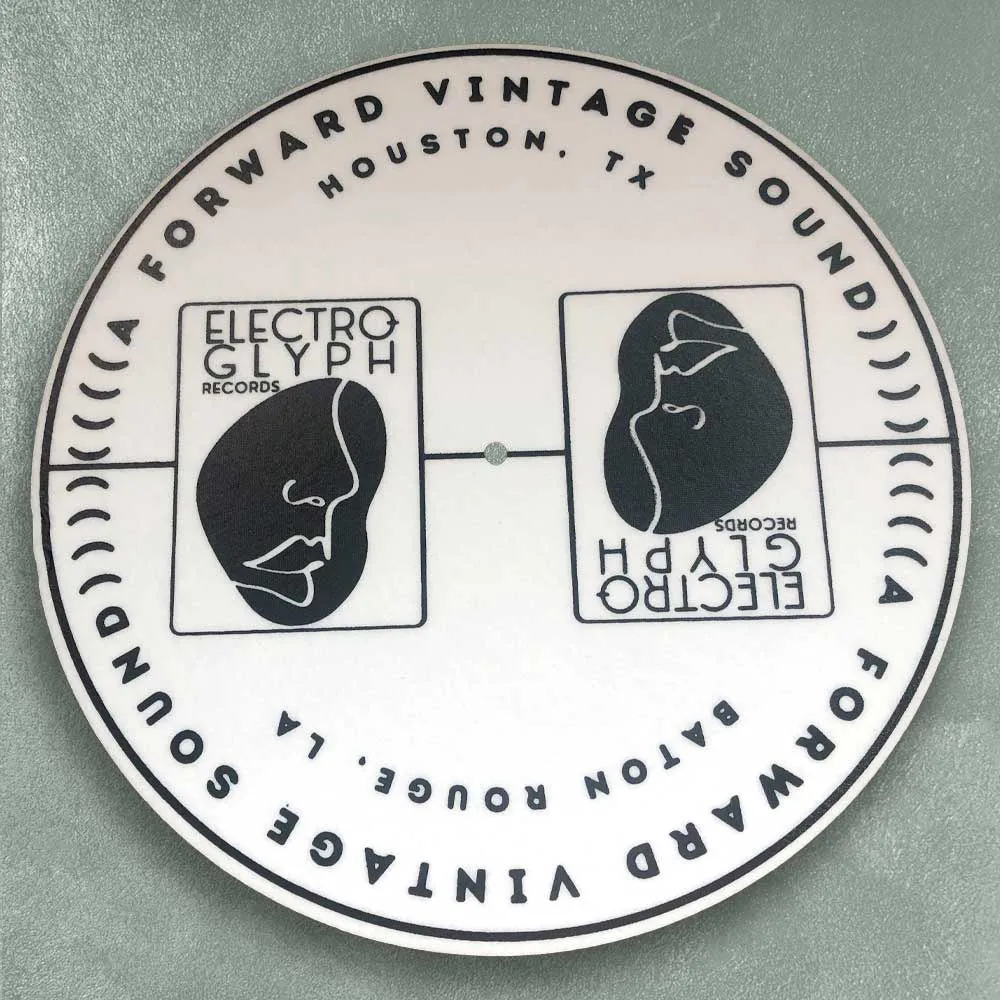 (((((A FORWARD VINTAGE SOUND)))))
HOUSTON, TX
ELECTRO
GLYPH
RECORDS
ELECTRO
GLYPH
RECORDS
BATON ROUGE, LA
(((((A FORWARD VINTAGE SOUND)))))